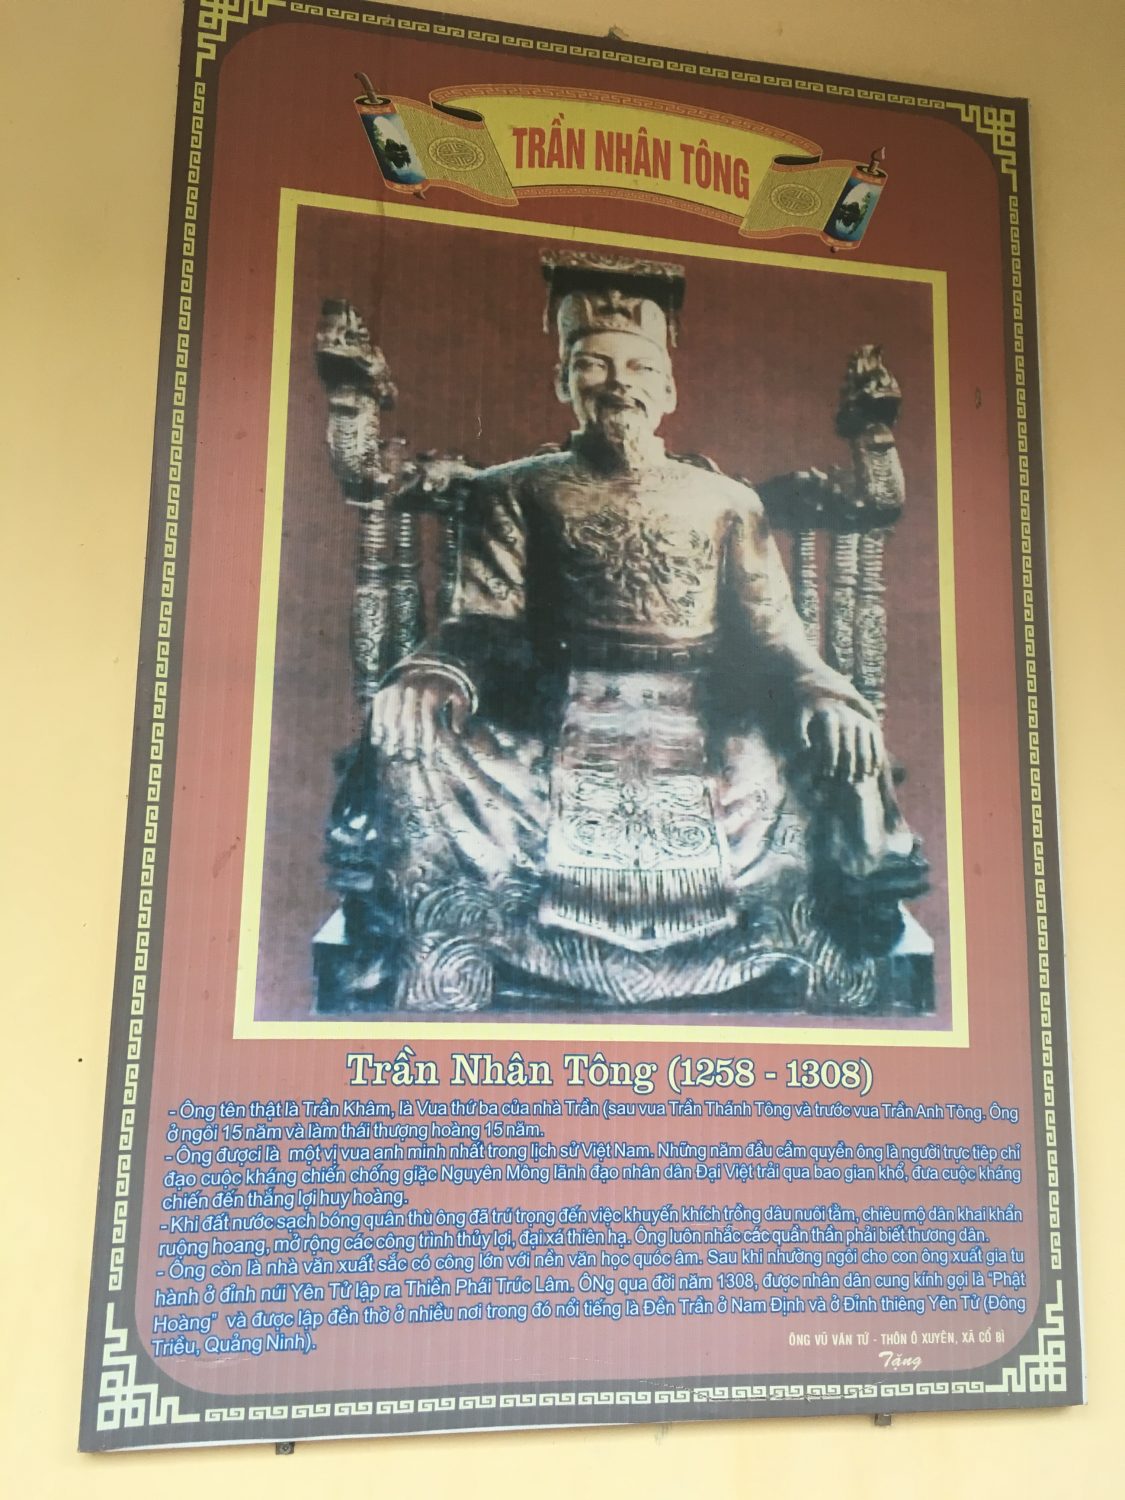 TRẦN NHÂN TÔNG
Trần Nhân Tông (1258 - 1308)
- Ông tên thật là Trần Khâm, là Vua thứ ba của nhà Trần (sau vua Trần Thánh Tông và trước vua Trần Anh Tông. Ông
ở ngôi 15 năm và làm thái thượng hoàng 15 năm.
- Ông đượci là một vị vua anh minh nhất trong lịch sử Việt Nam. Những năm đầu cầm quyền ông là người trực tiêp chỉ
đạo cuộc kháng chiến chống giặc Nguyên Mông lãnh đạo nhân dân Đại Việt trải qua bao gian khổ, đưa cuộc kháng
chiến đến thắng lợi huy hoàng.
- Khi đất nước sạch bóng quân thù ông đã trú trọng đến việc khuyến khích trồng dâu nuôi tằm, chiêu mộ dân khai khẩn
ruộng hoang, mở rộng các công trình thủy lợi, đại xá thiên hạ. Ông luôn nhắc các quần thần phải biết thương dân.
- Ông còn là nhà văn xuất sắc có công lớn với nền văn học quốc âm. Sau khi nhường ngôi cho con ông xuất gia tu
hành ở đỉnh núi Yên Tử lập ra Thiền Phái Trúc Lâm. ÔNg qua đời năm 1308, được nhân dân cung kính gọi là "Phật
Hoàng" và được lập đền thờ ở nhiều nơi trong đó nổi tiếng là Đền Trần ở Nam Định và ở Đỉnh thiêng Yên Tử (Đông
Triều, Quảng Ninh).
ÔNG VŨ VĂN TỨ - THÔN Ô XUYÊN, XÃ CỔ BÌ
Tặng